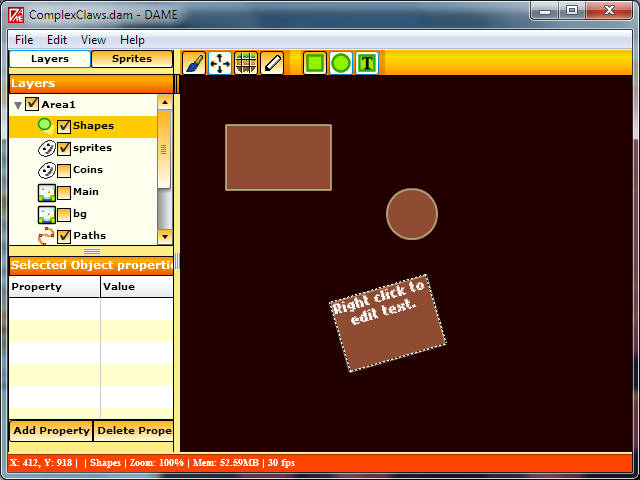 ComplexClaws.dam - DAME
File Edit View Help
Layers Sprites
T
Layers
Area1
Shapes
sprites
Coins
Main
bg
Paths
Selected Object properti
Property Value
Right click to
edit text.
Add Property Delete Prope
X: 412, Y: 918 | | Shapes | Zoom: 100% | Mem: 52.59MB | 30 fps